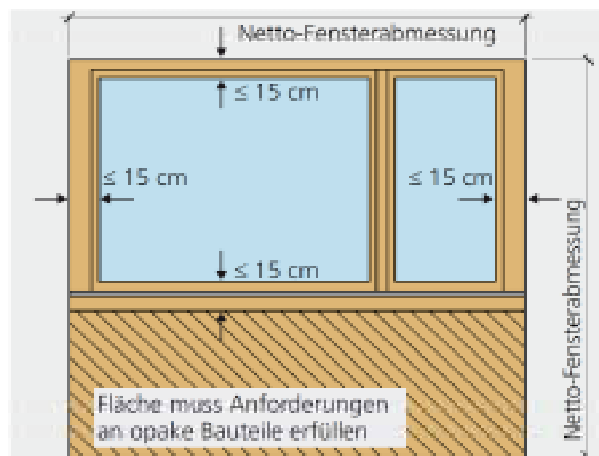 Netto-Fensterabmessung
≤ 15 cm
≤ 15 cm
≤ 15 cm
≤ 15 cm
Netto-Fensterabmessung
Fläche muss Anforderungen
an opake Bauteile erfüllen